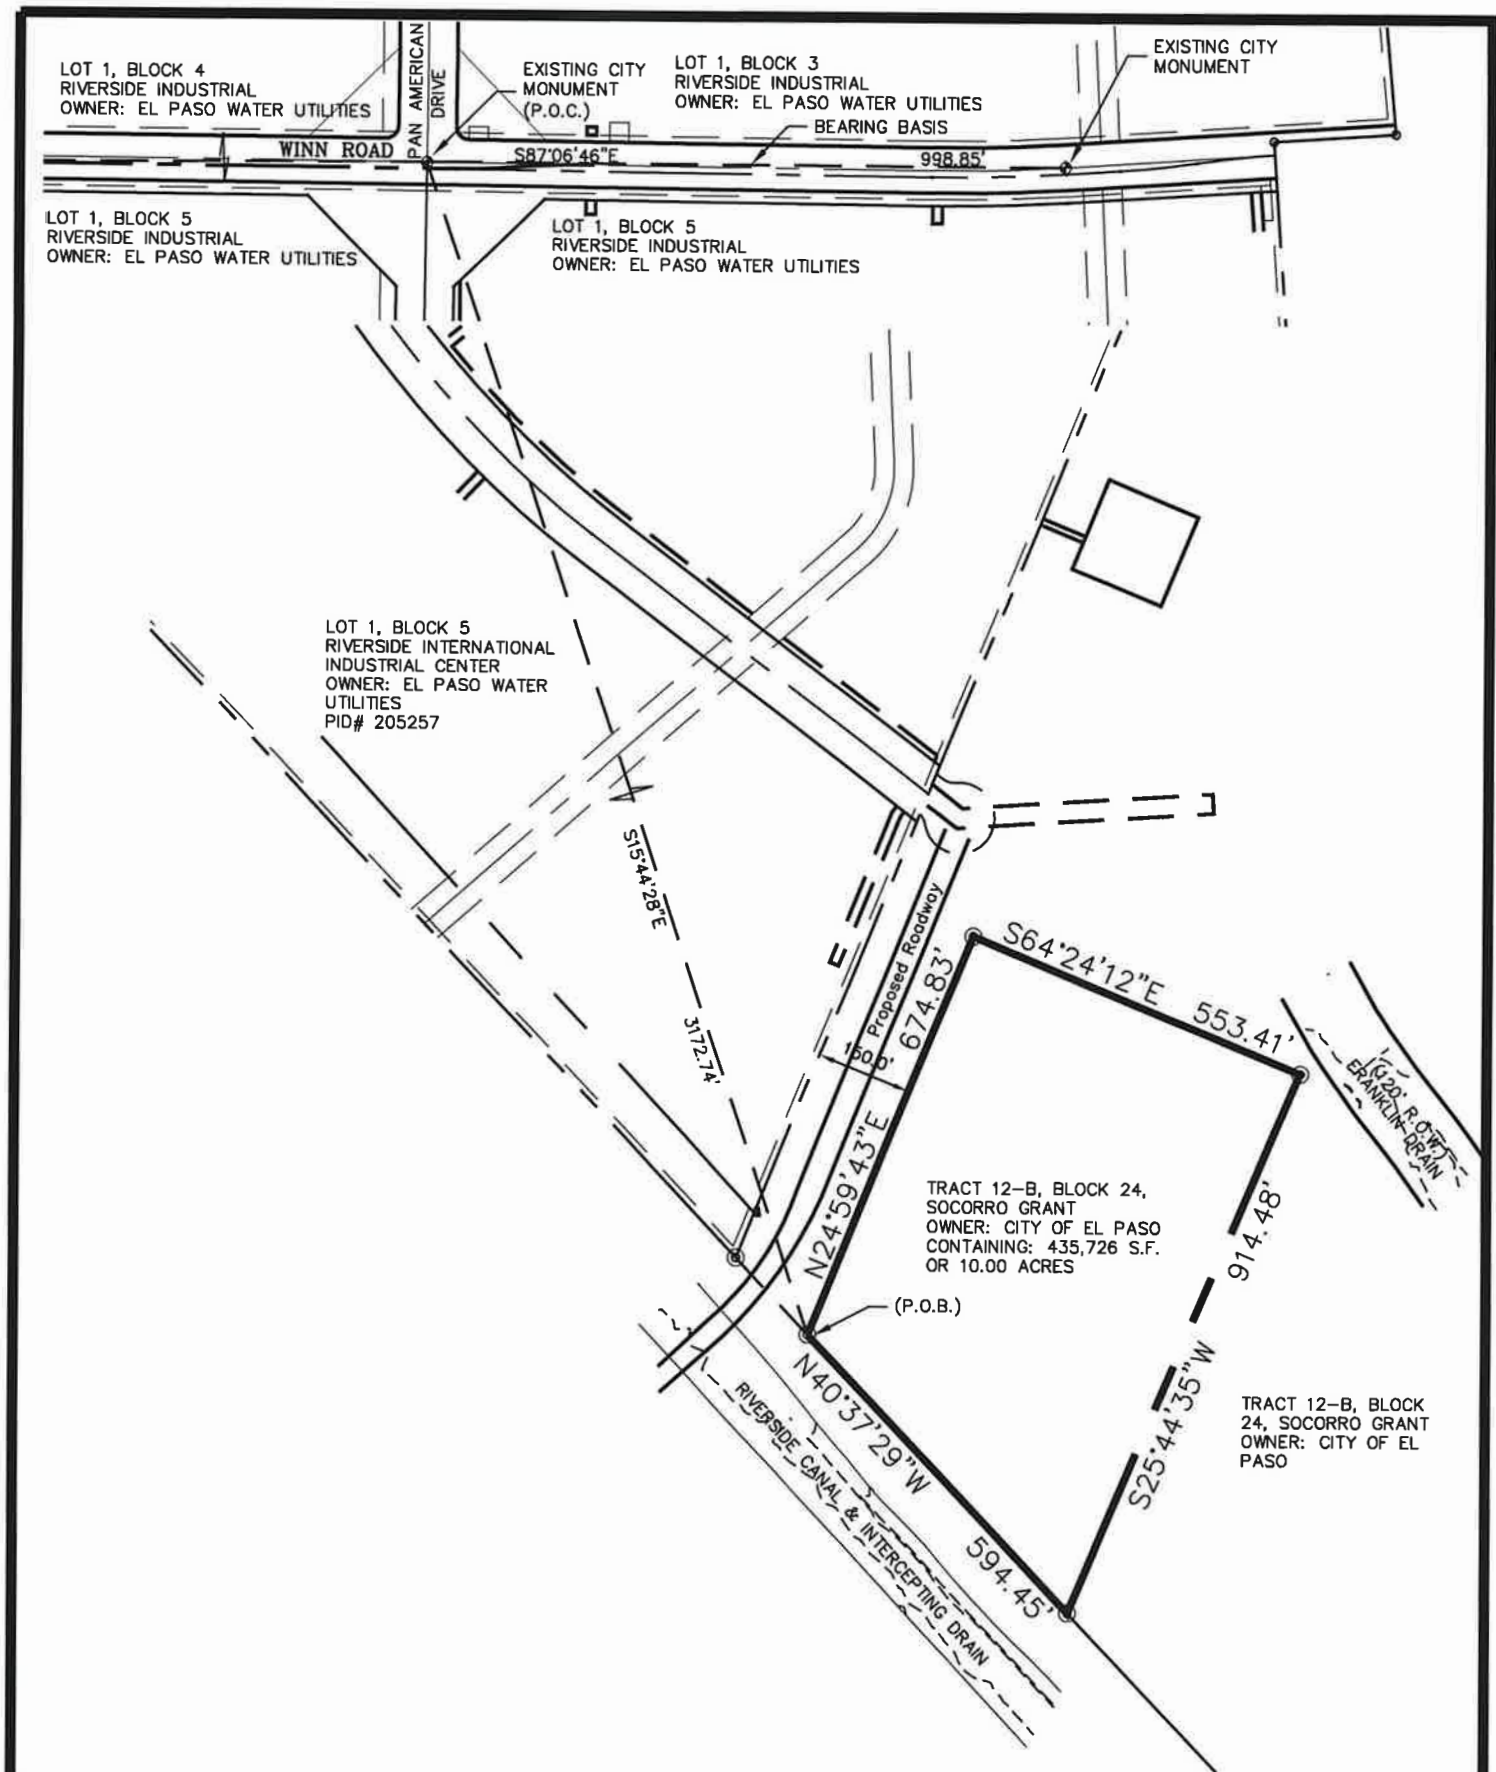 LOT 1, BLOCK 4
RIVERSIDE INDUSTRIAL
OWNER: EL PASO WATER UTILITIES
PAN AMERICAN
DRIVE
EXISTING CITY
MONUMENT
(P.O.C.)
LOT 1, BLOCK 3
RIVERSIDE INDUSTRIAL
OWNER: EL PASO WATER UTILITIES
EXISTING CITY
MONUMENT
BEARING BASIS
WINN ROAD
S87°06'46"E
998.85'
LOT 1, BLOCK 5
RIVERSIDE INDUSTRIAL
OWNER: EL PASO WATER UTILITIES
LOT 1, BLOCK 5
RIVERSIDE INDUSTRIAL
OWNER: EL PASO WATER UTILITIES
LOT 1, BLOCK 5
RIVERSIDE INTERNATIONAL
INDUSTRIAL CENTER
OWNER: EL PASO WATER
UTILITIES
PID# 205257
S15°44'28"E
3172.74'
Proposed Roadway
674.83'
N24°59'43"E
150.0'
S64°24'12"E
553.41'
(120' R.O.W.)
FRANKLIN DRAIN
TRACT 12-B, BLOCK 24,
SOCORRO GRANT
OWNER: CITY OF EL PASO
CONTAINING: 435,726 S.F.
OR 10.00 ACRES
914.48'
S25°44'35"W
(P.O.B.)
N40°37'29"W
594.45'
TRACT 12-B, BLOCK
24, SOCORRO GRANT
OWNER: CITY OF EL
PASO
RIVERSIDE CANAL & INTERCEPTING DRAIN